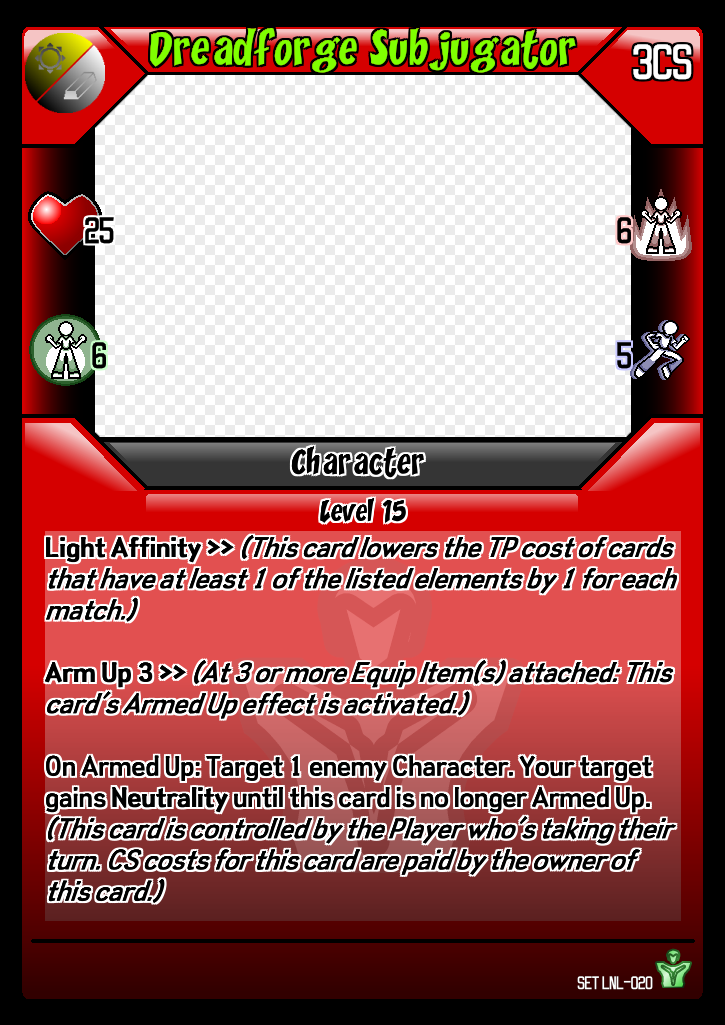 Dreadforge Subjugator
3CS
25
6
6
5
Character
Level 15
Light Affinity >> (This card lowers the TP cost of cards
that have at least 1 of the listed elements by 1 for each
match.)
Arm Up 3 >> (At 3 or more Equip Item(s) attached: This
card's Armed Up effect is activated.)
On Armed Up: Target 1 enemy Character. Your target
gains Neutrality until this card is no longer Armed Up.
(This card is controlled by the Player who's taking their
turn. CS costs for this card are paid by the owner of
this card.)
SET LNL-020